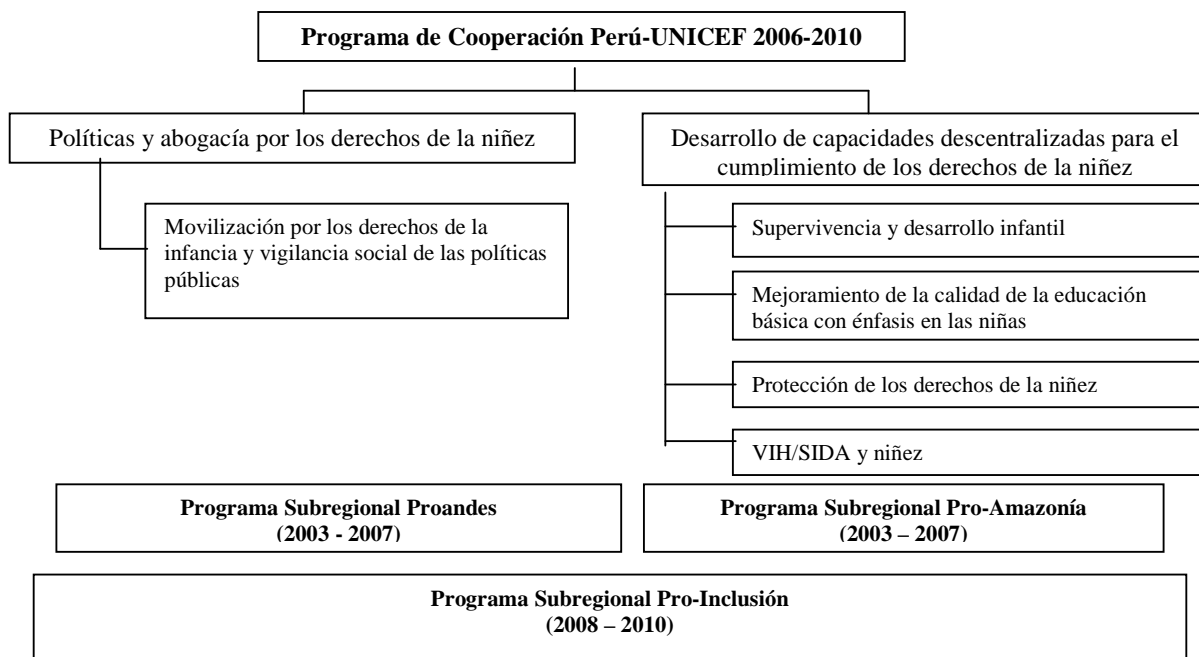 Programa de Cooperación Perú-UNICEF 2006-2010
Políticas y abogacía por los derechos de la niñez
Movilización por los derechos de la
infancia y vigilancia social de las políticas
públicas
Desarrollo de capacidades descentralizadas para el
cumplimiento de los derechos de la niñez
Supervivencia y desarrollo infantil
Mejoramiento de la calidad de la educación
básica con énfasis en las niñas
Protección de los derechos de la niñez
VIH/SIDA y niñez
Programa Subregional Proandes
(2003 - 2007)
Programa Subregional Pro-Amazonía
(2003 – 2007)
Programa Subregional Pro-Inclusión
(2008 – 2010)